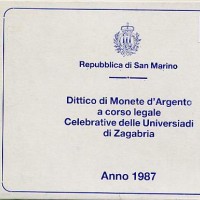 Repubblica di San Marino
Dittico di Monete d'Argento
a corso legale
Celebrative delle Universiadi
di Zagabria
Anno 1987